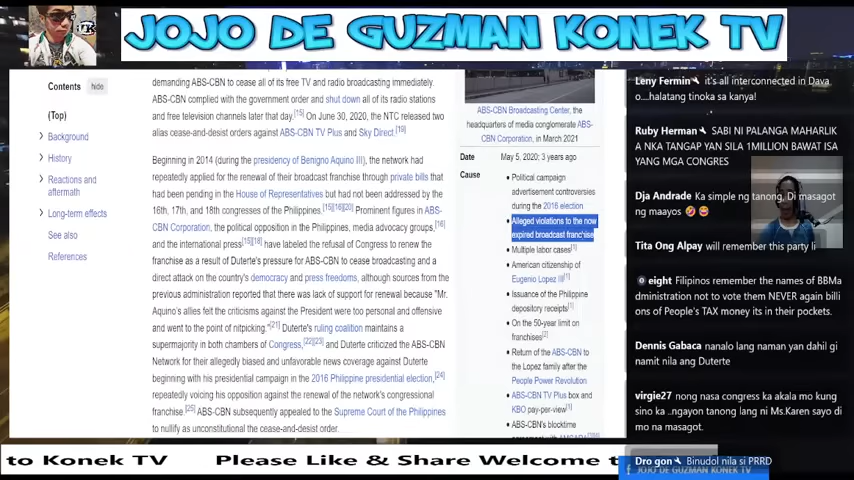 JOJO DE GUZMAN KONEK TV
Contents hide
(Top)
Background
History
Reactions and
aftermath
Long-term effects
See also
References
demanding ABS-CBN to cease all of its free TV and radio broadcasting immediately.
ABS-CBN complied with the government order and shut down all of its radio stations
and free television channels later that day.[15] On June 30, 2020, the NTC released two
alias cease-and-desist orders against ABS-CBN TV Plus and Sky Direct.[19]
Beginning in 2014 (during the presidency of Benigno Aquino III), the network had
repeatedly applied for the renewal of their broadcast franchise through private bills that
had been pending in the House of Representatives but had not been addressed by the
16th, 17th, and 18th congresses of the Philippines.[15][16][20] Prominent figures in ABS-
CBN Corporation, the political opposition in the Philippines, media advocacy groups,[16]
and the international press[15][18] have labeled the refusal of Congress to renew the
franchise as a result of Duterte's pressure for ABS-CBN to cease broadcasting and a
direct attack on the country's democracy and press freedoms, although sources from the
previous administration reported that there was lack of support for renewal because "Mr.
Aquino's allies felt the criticisms against the President were too personal and offensive
and went to the point of nitpicking."[21] Duterte's ruling coalition maintains a
supermajority in both chambers of Congress,[22][23] and Duterte criticized the ABS-CBN
Network for their allegedly biased and unfavorable news coverage against Duterte
beginning with his presidential campaign in the 2016 Philippine presidential election,[24]
repeatedly voicing his opposition against the renewal of the network's congressional
franchise.[25] ABS-CBN subsequently appealed to the Supreme Court of the Philippines
to nullify as unconstitutional the cease-and-desist order.
ABS-CBN Broadcasting Center, the
headquarters of media conglomerate ABS-
CBN Corporation, in March 2021
Date May 5, 2020; 3 years ago
Cause
• Political campaign
advertisement controversies
during the 2016 election
• Alleged violations to the now
expired broadcast franchise
• Multiple labor cases[1]
• American citizenship of
Eugenio Lopez III[1]
• Issuance of the Philippine
depository receipts[1]
• On the 50-year limit on
franchises[2]
• Return of the ABS-CBN to
the Lopez family after the
People Power Revolution
• ABS-CBN TV Plus box and
KBO pay-per-view[1]
• ABS-CBN's blocktime
Leny Fermin it's all interconnected in Dava
o...halatang tinoka sa kanya!
Ruby Herman SABI NI PALANGA MAHARLIK
A NKA TANGAP YAN SILA 1MILLION BAWAT ISA
YANG MGA CONGRES
Dja Andrade Ka simple ng tanong, Di masagot
ng maayos 🤣😂
Tita Ong Alpay will remember this party li
eight Filipinos remember the names of BBMa
dministration not to vote them NEVER again billi
ons of People's TAX money its in their pockets.
Dennis Gabaca nanalo lang naman yan dahil gi
namit nila ang Duterte
virgie27 nong nasa congress ka akala mo kung
sino ka ..ngayon tanong lang ni Ms.Karen sayo di
mo na masagot.
Dro gon Binudol nila si PRRD
to Konek TV Please Like & Share Welcome t
JOJO DE GUZMAN KONEK TV